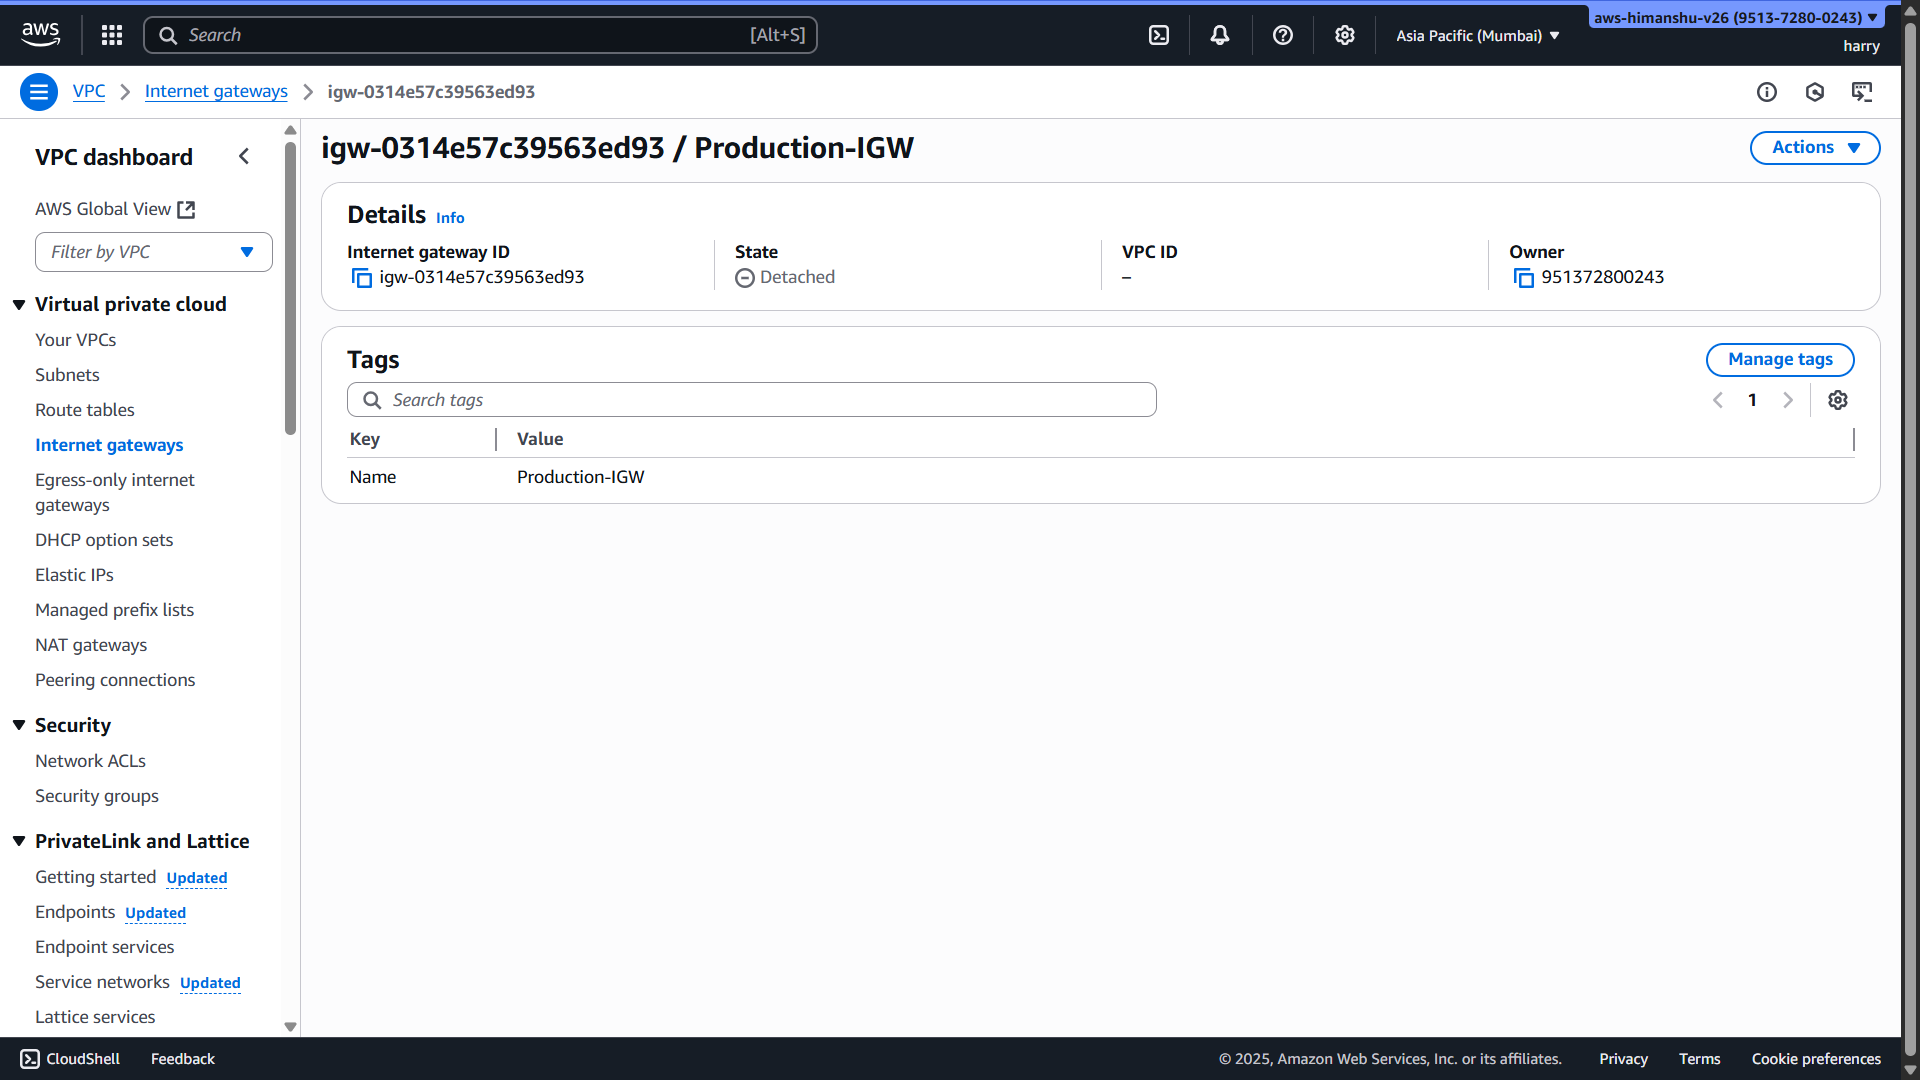 aws
Search [Alt+S]
Asia Pacific (Mumbai)
aws-himanshu-v26 (9513-7280-0243)
harry
VPC Internet gateways igw-0314e57c39563ed93
VPC dashboard
AWS Global View
Filter by VPC
Virtual private cloud
Your VPCs
Subnets
Route tables
Internet gateways
Egress-only internet
gateways
DHCP option sets
Elastic IPs
Managed prefix lists
NAT gateways
Peering connections
Security
Network ACLs
Security groups
PrivateLink and Lattice
Getting started Updated
Endpoints Updated
Endpoint services
Service networks Updated
Lattice services
igw-0314e57c39563ed93 / Production-IGW
Actions
Details Info
Internet gateway ID
igw-0314e57c39563ed93
State
Detached
VPC ID
–
Owner
951372800243
Tags
Manage tags
Search tags
1
Key Value
Name Production-IGW
CloudShell Feedback © 2025, Amazon Web Services, Inc. or its affiliates. Privacy Terms Cookie preferences